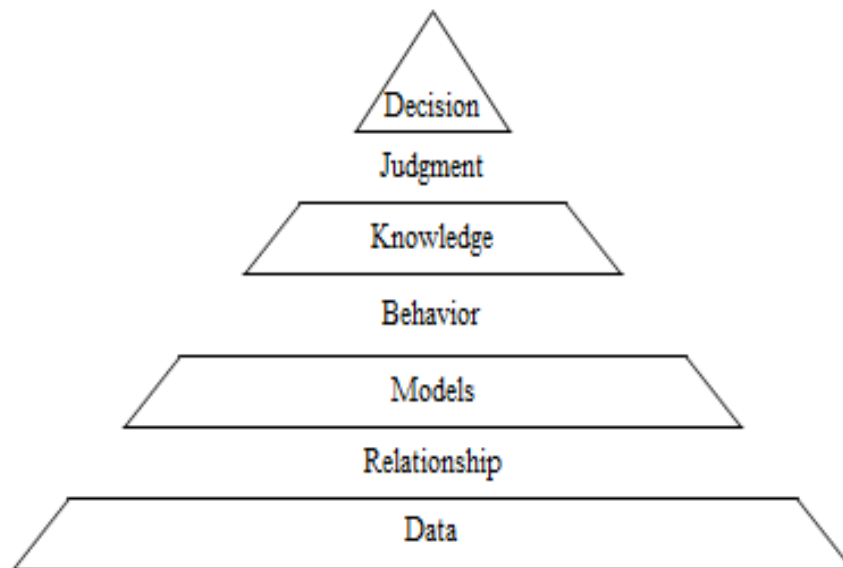 Decision
Judgment
Knowledge
Behavior
Models
Relationship
Data